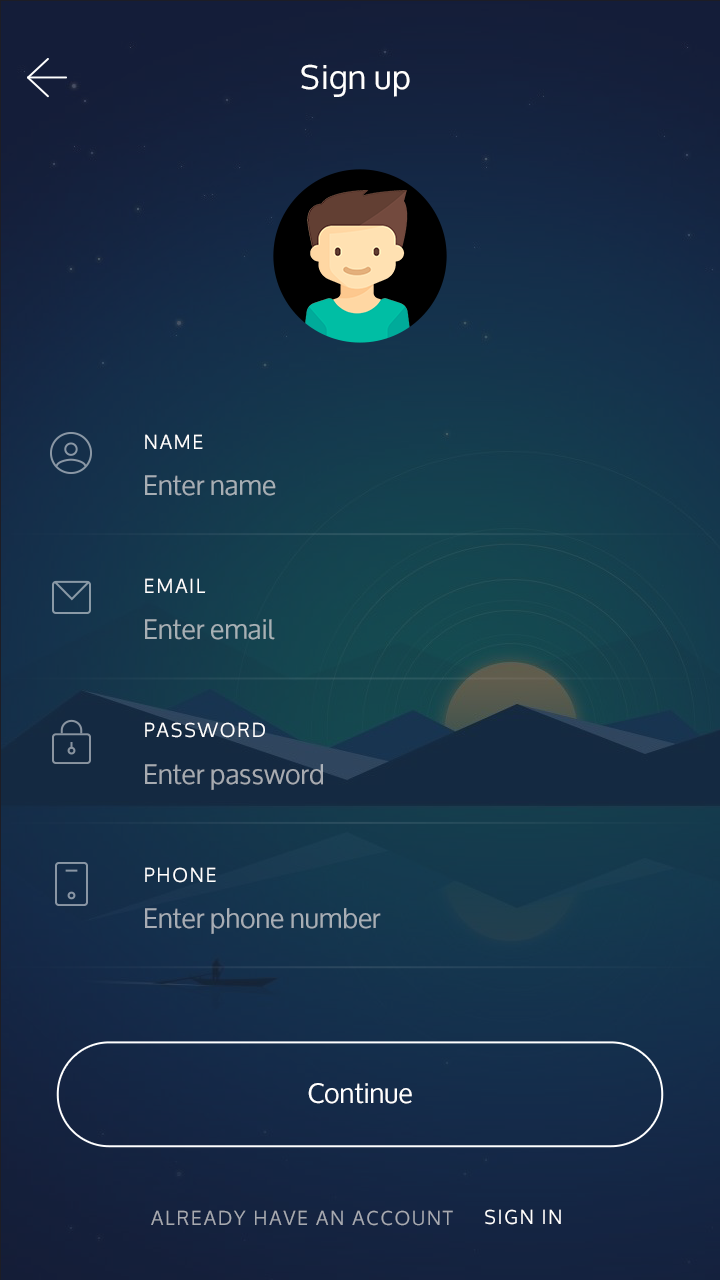 Sign up
NAME
Enter name
EMAIL
Enter email
PASSWORD
Enter password
PHONE
Enter phone number
Continue
ALREADY HAVE AN ACCOUNT SIGN IN